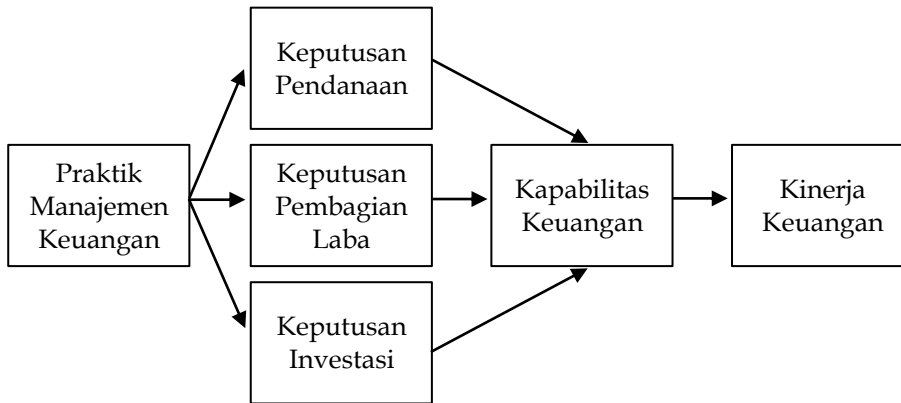 Keputusan
Pendanaan
Praktik
Manajemen
Keuangan
Keputusan
Pembagian
Laba
Kapabilitas
Keuangan
Kinerja
Keuangan
Keputusan
Investasi